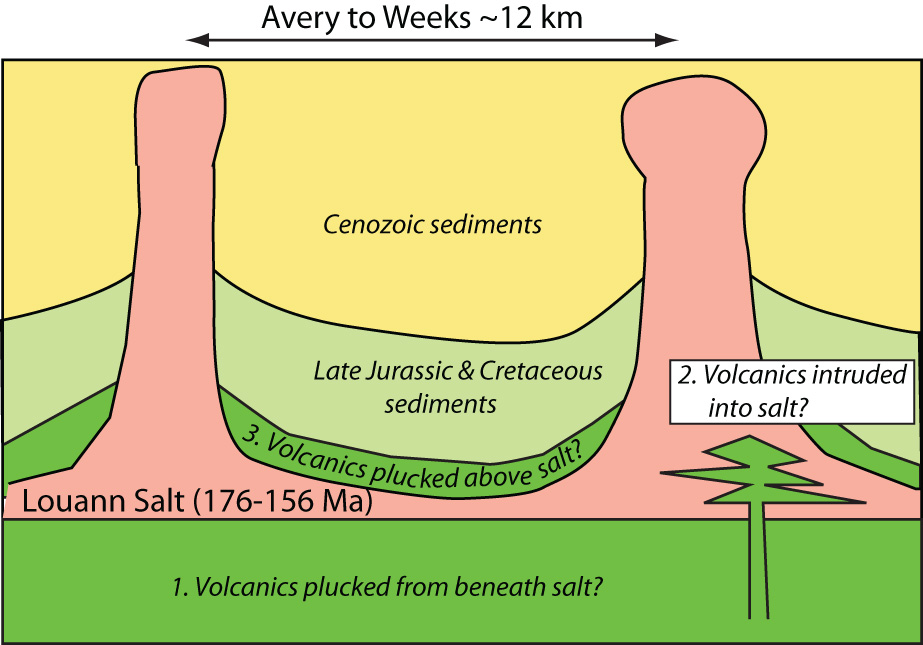 Avery to Weeks ~12 km
Cenozoic sediments
Late Jurassic & Cretaceous
sediments
2. Volcanics intruded
into salt?
3. Volcanics plucked above salt?
Louann Salt (176-156 Ma)
1. Volcanics plucked from beneath salt?